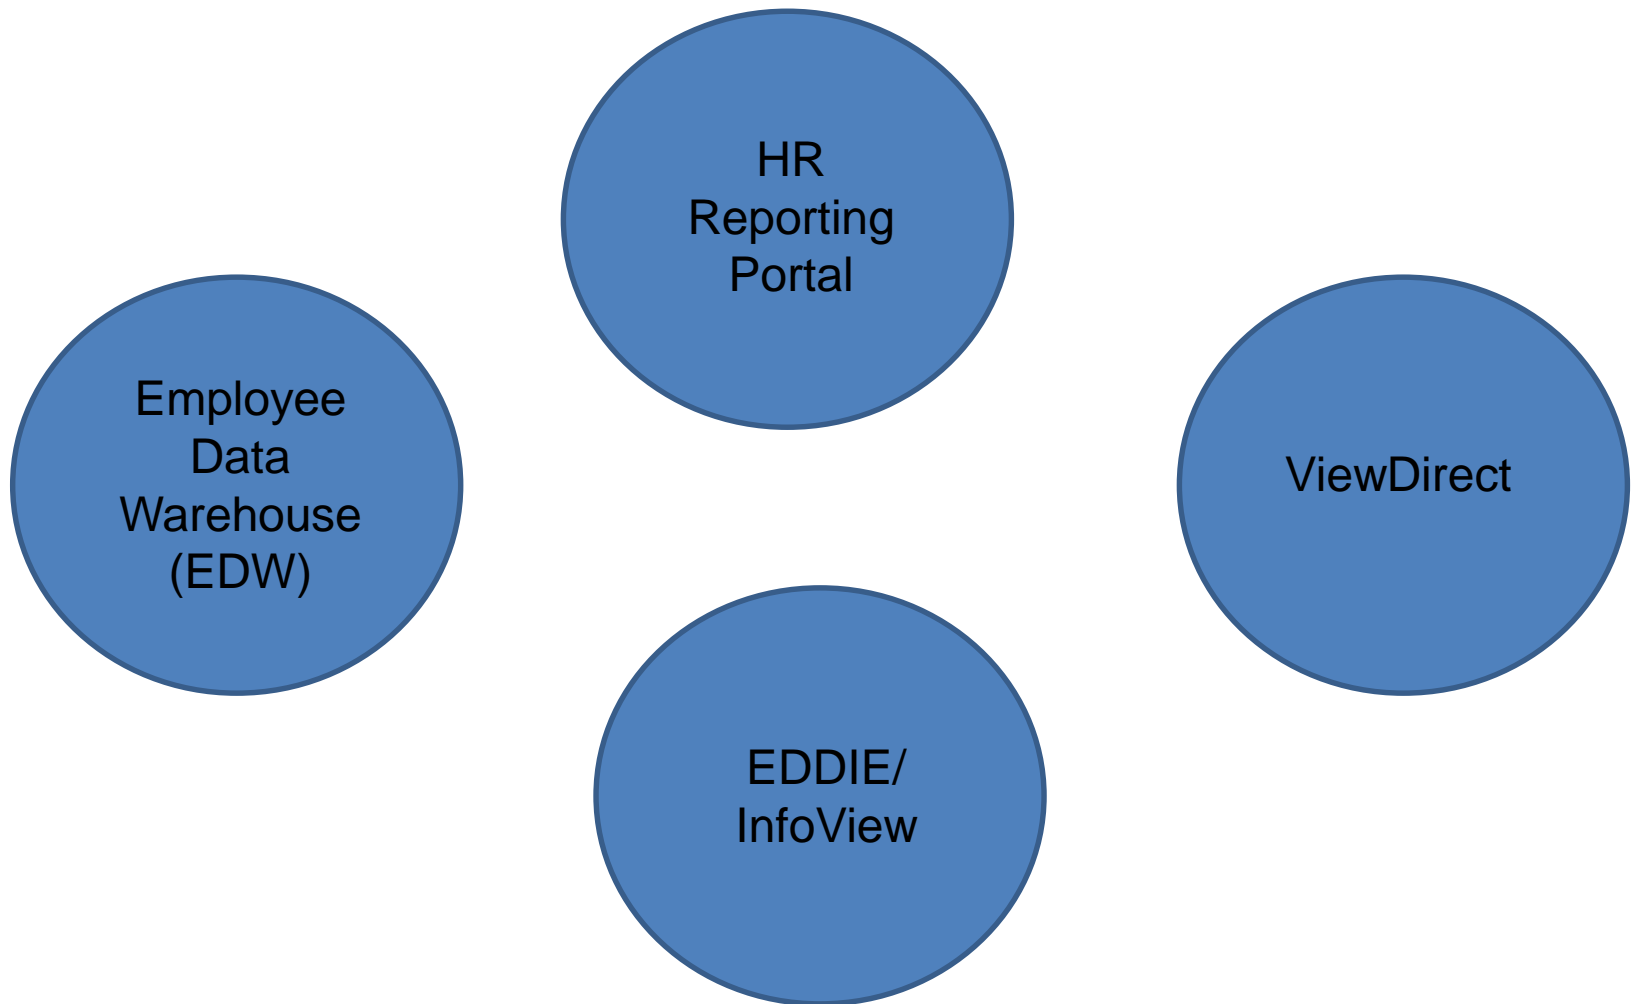 HR
Reporting
Portal
Employee
Data
Warehouse
(EDW)
ViewDirect
EDDIE/
InfoView